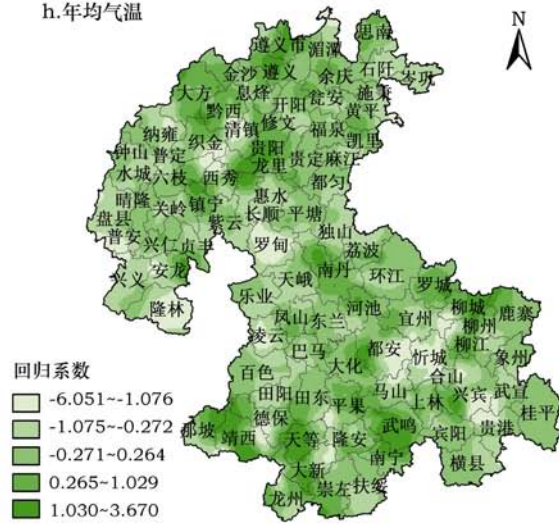 h.年均气温
N
思南
遵义市 湄潭
金沙 遵义 余庆 石阡 岑巩
大方 息烽 开阳 瓮安 施秉
黔西 黄平
纳雍 织金 清镇 修文 福泉 凯里
钟山 普定 贵阳
水城 六枝 西秀 龙里 贵定 麻江
晴隆 关岭 镇宁 惠水 都匀
盘县 紫云 长顺 平塘
普安 兴仁 贞丰 罗甸 独山 荔波
兴义 安龙 天峨 南丹 环江
隆林 乐业 罗城
凤山 东兰 河池 宜州 柳城 鹿寨
凌云 柳州
巴马 大化 都安 忻城 柳江 象州
百色 合山
田阳 田东 平果 马山 上林 兴宾 武宣
那坡 靖西 德保 桂平
天等 隆安 武鸣 宾阳 贵港
大新 南宁 横县
龙州 崇左 扶绥
回归系数
-6.051~-1.076
-1.075~-0.272
-0.271~0.264
0.265~1.029
1.030~3.670